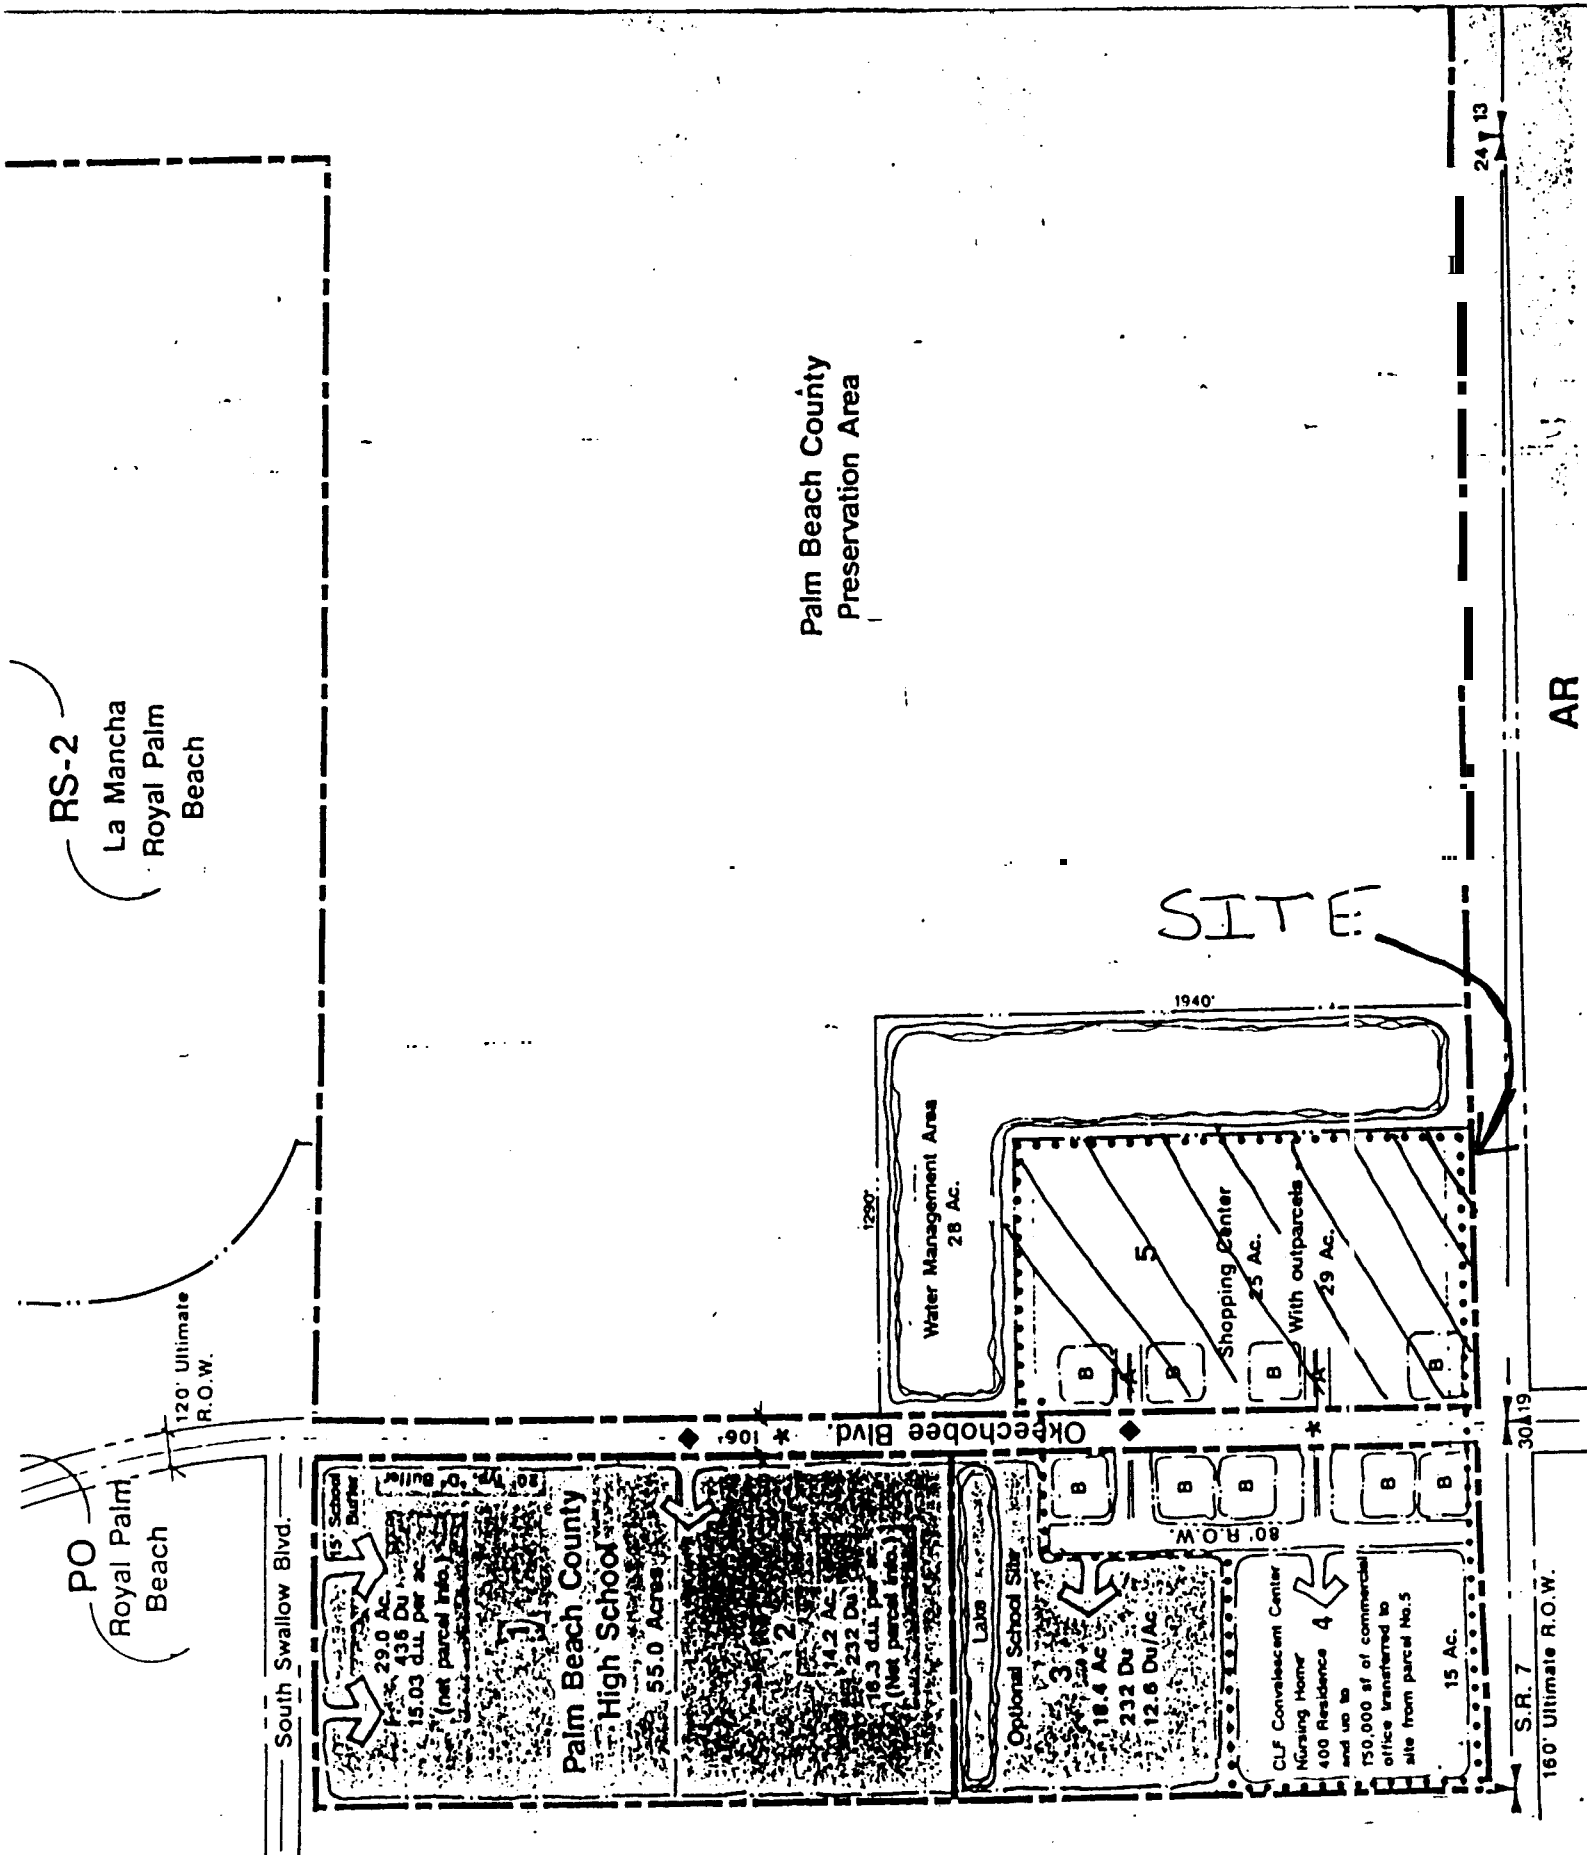 RS-2
La Mancha
Royal Palm
Beach
PO
Royal Palm
Beach
120' Ultimate
R.O.W.
South Swallow Blvd.
Palm Beach County
Preservation Area
SITE
AR
24
13
1940'
1290'
Water Management Area
28 Ac.
5
Shopping Center
25 Ac.
With outparcels
29 Ac.
B
B
B
B
A
A
Okeechobee Blvd.
*
106'
*
30
19
15' School
Buffer
20' Typ. "D" Buffer
29.0 Ac.
436 Du
15.03 d.u. per ac.
(net parcel info.)
1
Palm Beach County
High School
55.0 Acres
2
14.2 Ac.
232 Du
16.3 d.u. per ac.
(Net parcel info.)
Lake
Optional School Site
3
18.4 Ac
232 Du
12.6 Du/Ac
B
B
B
B
B
80' R.O.W.
CLF Convalescent Center
Nursing Home
400 Residence 4
and up to
150,000 sf of commercial
office transferred to
site from parcel No.5
15 Ac.
S.R. 7
160' Ultimate R.O.W.